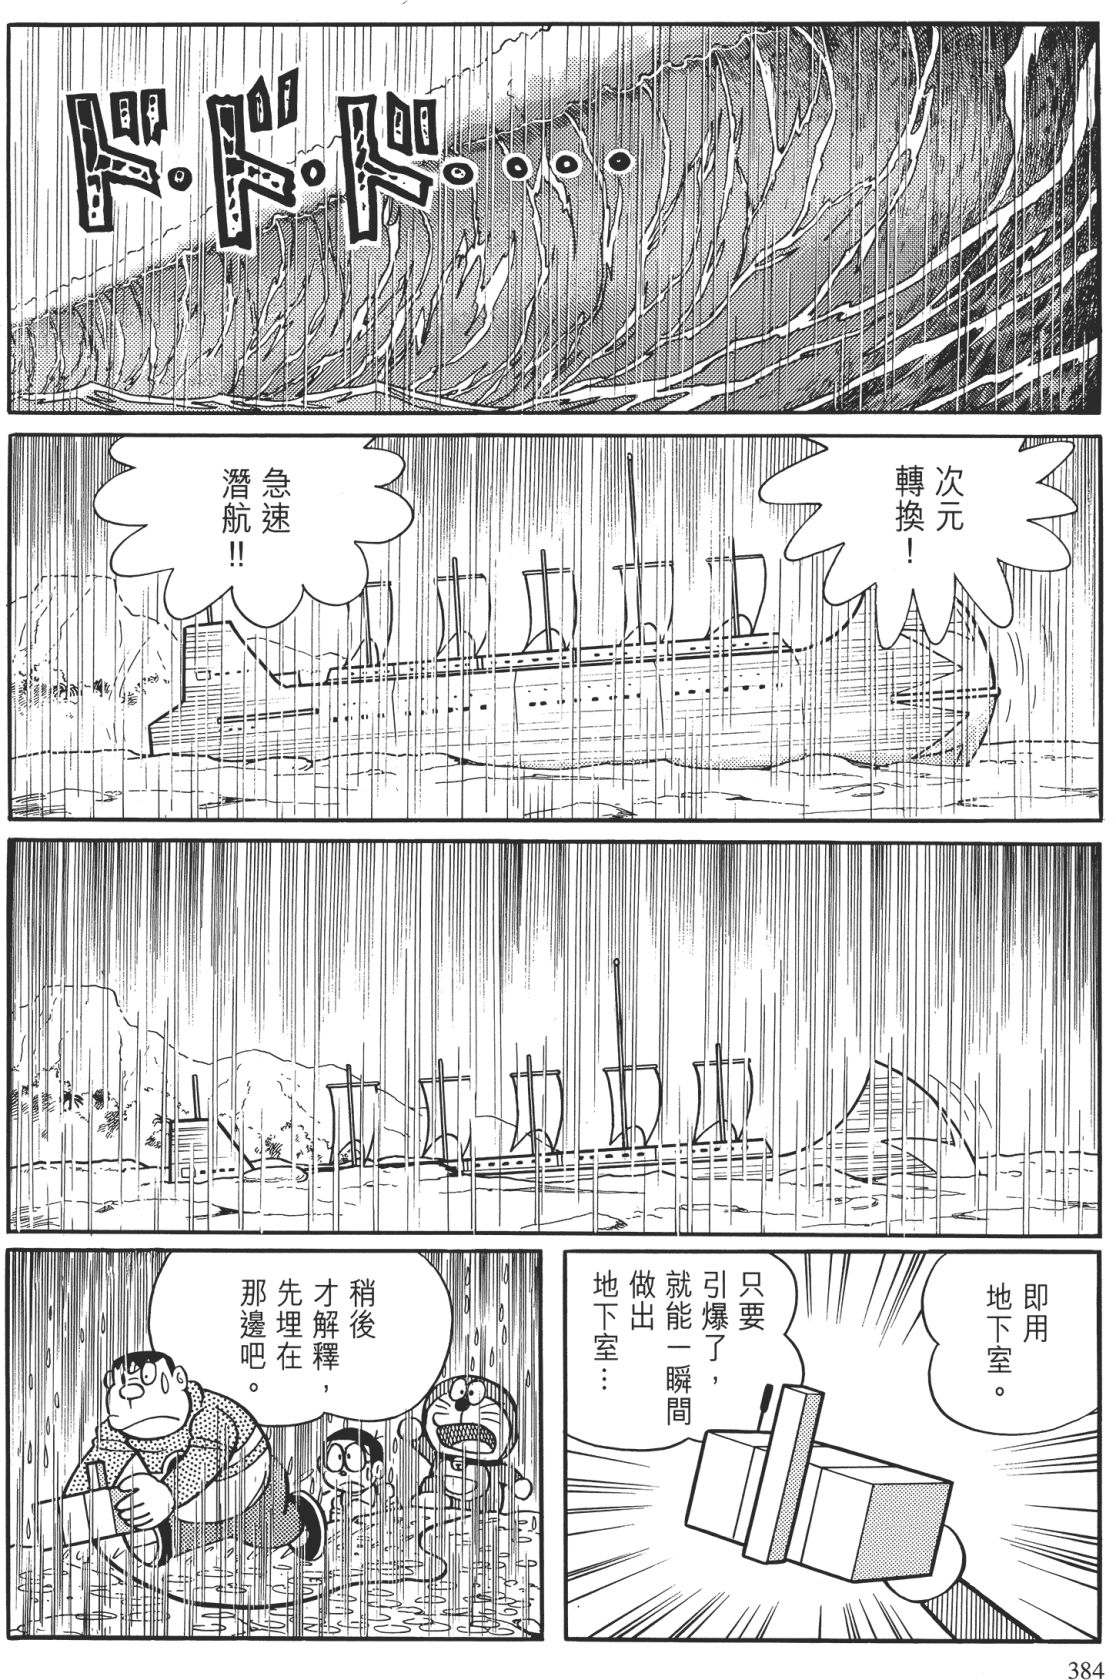 ド・ド・ド・・・・
次元
轉換！
急速
潛航!!
即用
地下室。
只要
引爆了，
就能一瞬間
做出
地下室…
稍後
才解釋，
先埋在
那邊吧。
384